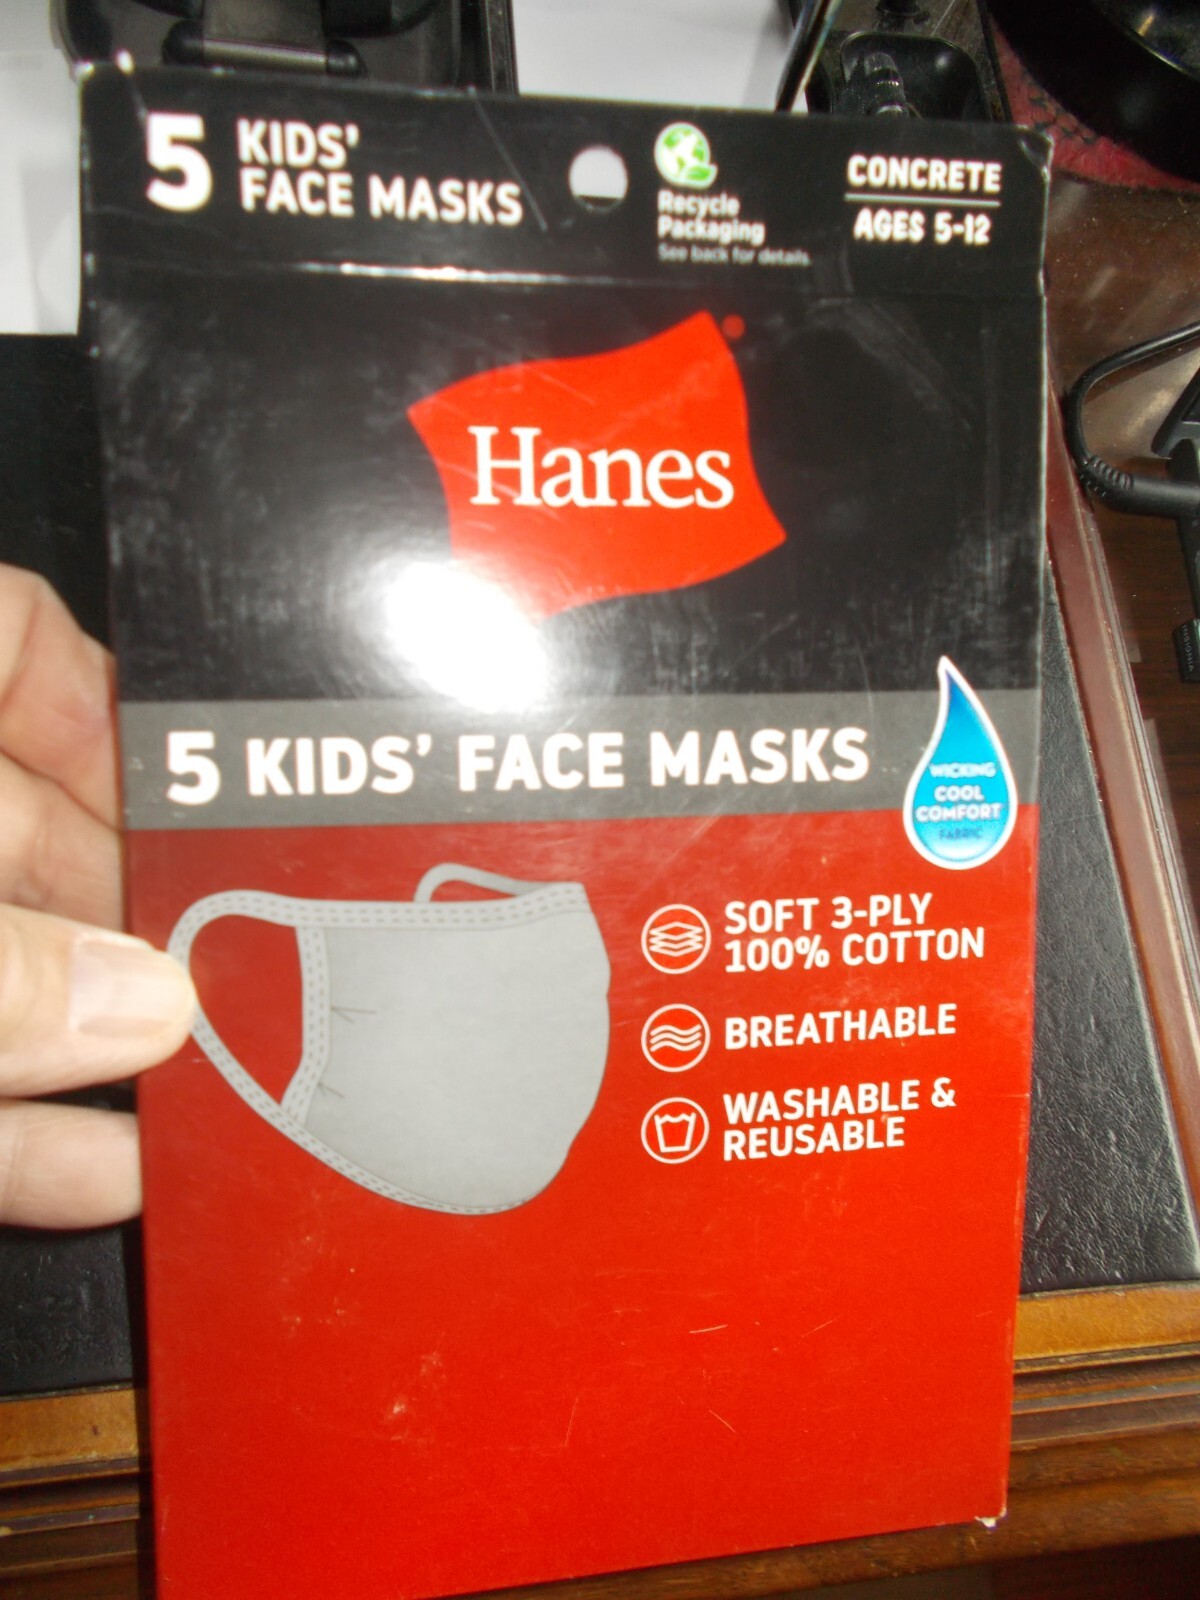 5 KIDS'
FACE MASKS
Recycle
Packaging
See back for details.
CONCRETE
AGES 5-12
Hanes
5 KIDS' FACE MASKS
WICKING
COOL
COMFORT
FABRIC
SOFT 3-PLY
100% COTTON
BREATHABLE
WASHABLE &
REUSABLE
INSIGNIA